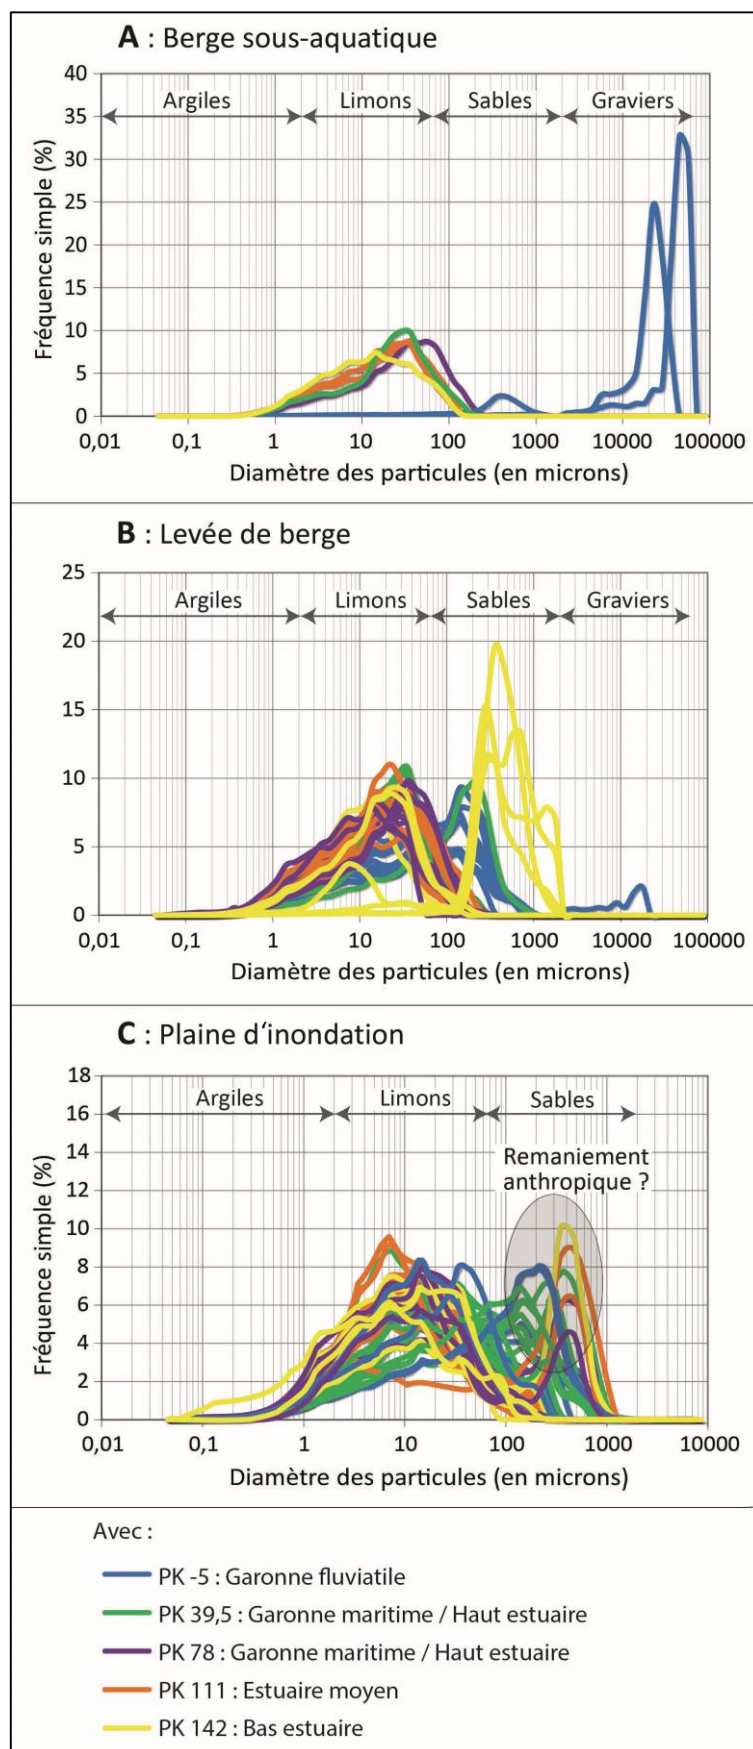 A : Berge sous-aquatique
40
35
30
25
20
15
10
5
0
Fréquence simple (%)
Argiles
Limons
Sables
Graviers
0,01 0,1 1 10 100 1000 10000 100000
Diamètre des particules (en microns)
B : Levée de berge
25
20
15
10
5
0
Fréquence simple (%)
Argiles
Limons
Sables
Graviers
0,01 0,1 1 10 100 1000 10000 100000
Diamètre des particules (en microns)
C : Plaine d‘inondation
18
16
14
12
10
8
6
4
2
0
Fréquence simple (%)
Argiles
Limons
Sables
Remaniement
anthropique ?
0,01 0,1 1 10 100 1000 10000
Diamètre des particules (en microns)
Avec :
PK -5 : Garonne fluviatile
PK 39,5 : Garonne maritime / Haut estuaire
PK 78 : Garonne maritime / Haut estuaire
PK 111 : Estuaire moyen
PK 142 : Bas estuaire